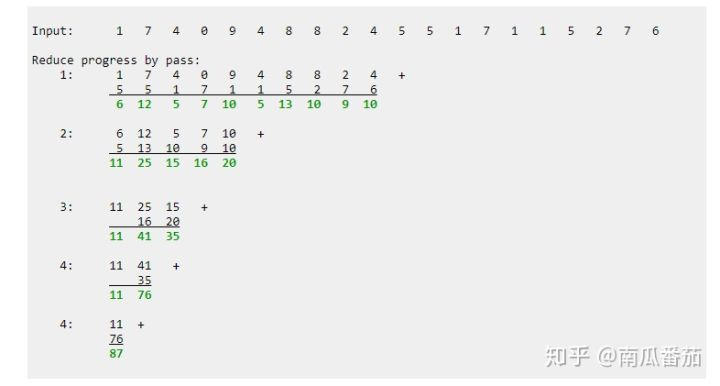 Input: 1 7 4 0 9 4 8 8 2 4 5 5 1 7 1 1 5 2 7 6
Reduce progress by pass:
1: 1 7 4 0 9 4 8 8 2 4 +
5 5 1 7 1 1 5 2 7 6
6 12 5 7 10 5 13 10 9 10
2: 6 12 5 7 10 +
5 13 10 9 10
11 25 15 16 20
3: 11 25 15 +
16 20
11 41 35
4: 11 41 +
35
11 76
4: 11 +
76
87
知乎 @南瓜番茄